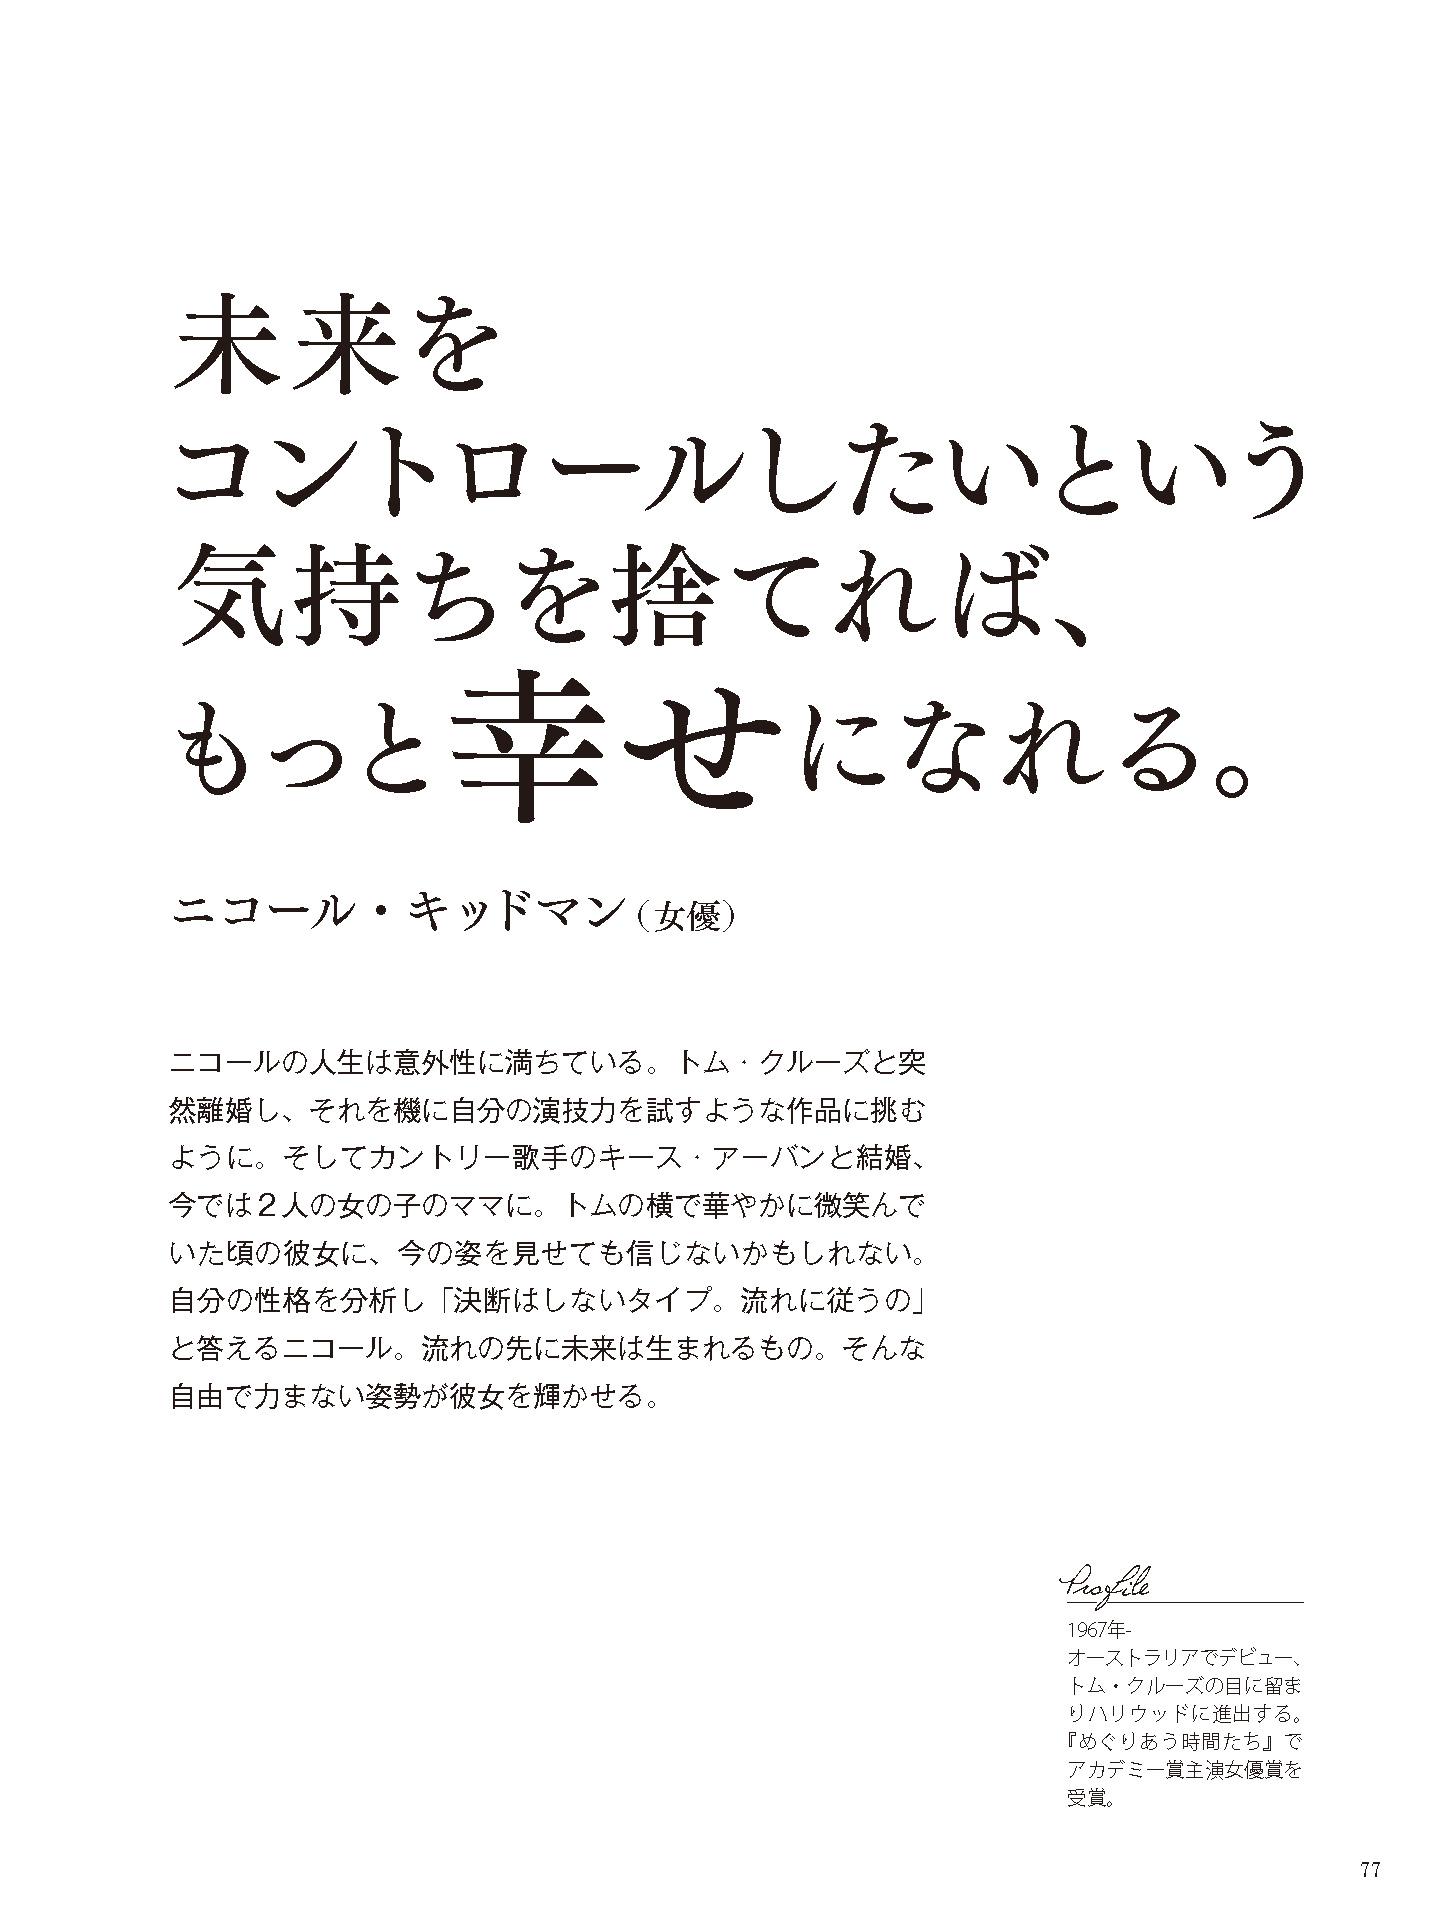 未来を
コントロールしたいという
気持ちを捨てれば、
もっと幸せになれる。
ニコール・キッドマン（女優）
ニコールの人生は意外性に満ちている。トム・クルーズと突
然離婚し、それを機に自分の演技力を試すような作品に挑む
ように。そしてカントリー歌手のキース・アーバンと結婚、
今では２人の女の子のママに。トムの横で華やかに微笑んで
いた頃の彼女に、今の姿を見せても信じないかもしれない。
自分の性格を分析し「決断はしないタイプ。流れに従うの」
と答えるニコール。流れの先に未来は生まれるもの。そんな
自由で力まない姿勢が彼女を輝かせる。
Profile
1967年-
オーストラリアでデビュー、
トム・クルーズの目に留ま
りハリウッドに進出する。
『めぐりあう時間たち』で
アカデミー賞主演女優賞を
受賞。
77